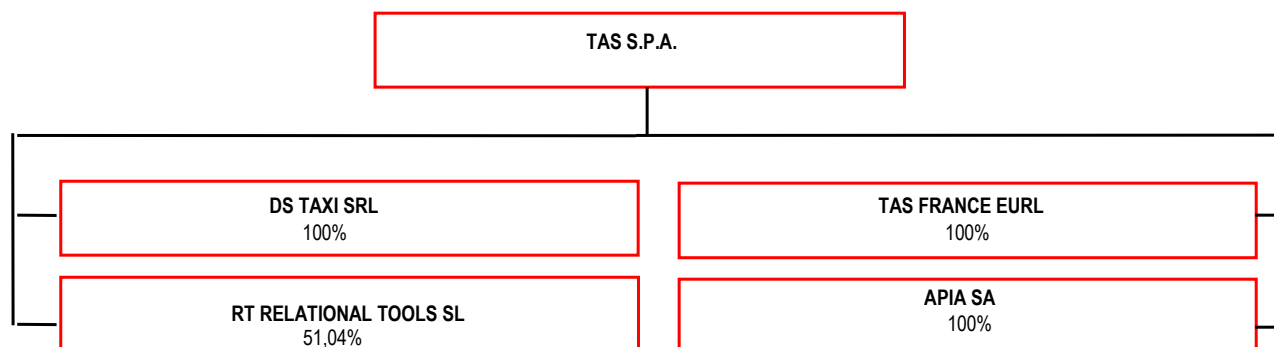 TAS S.P.A.
DS TAXI SRL
100%
TAS FRANCE EURL
100%
RT RELATIONAL TOOLS SL
51,04%
APIA SA
100%